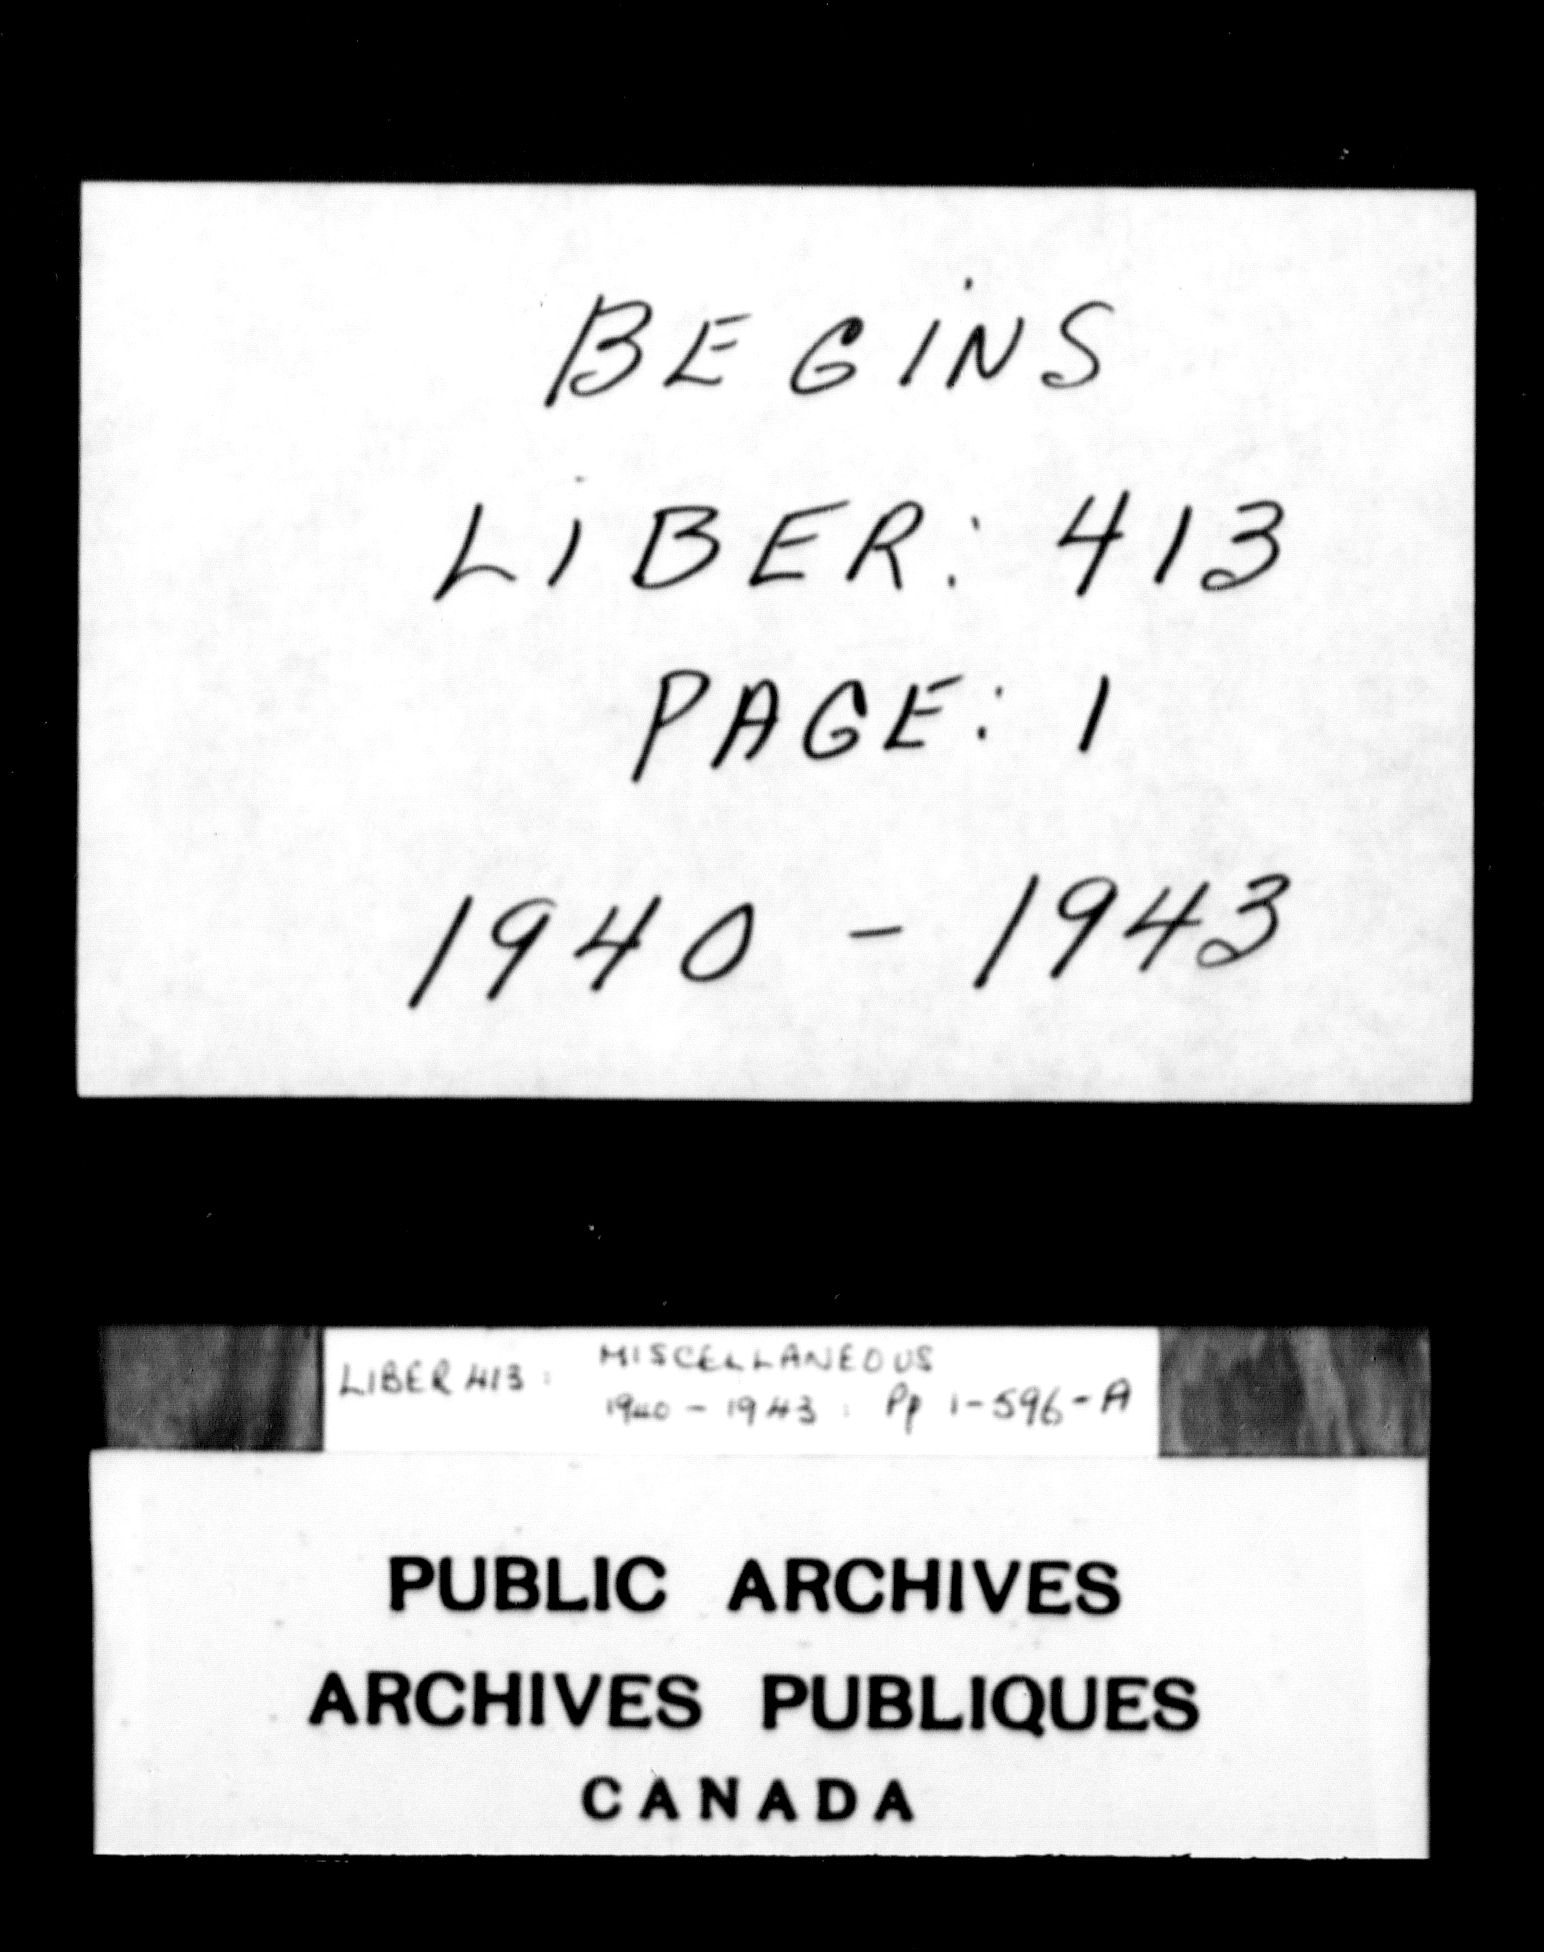 BEGINS
LIBER: 413
PAGE: 1
1940 - 1943
LIBER 413: MISCELLANEOUS
1940 - 1943: Pp 1-596-A
PUBLIC ARCHIVES
ARCHIVES PUBLIQUES
CANADA